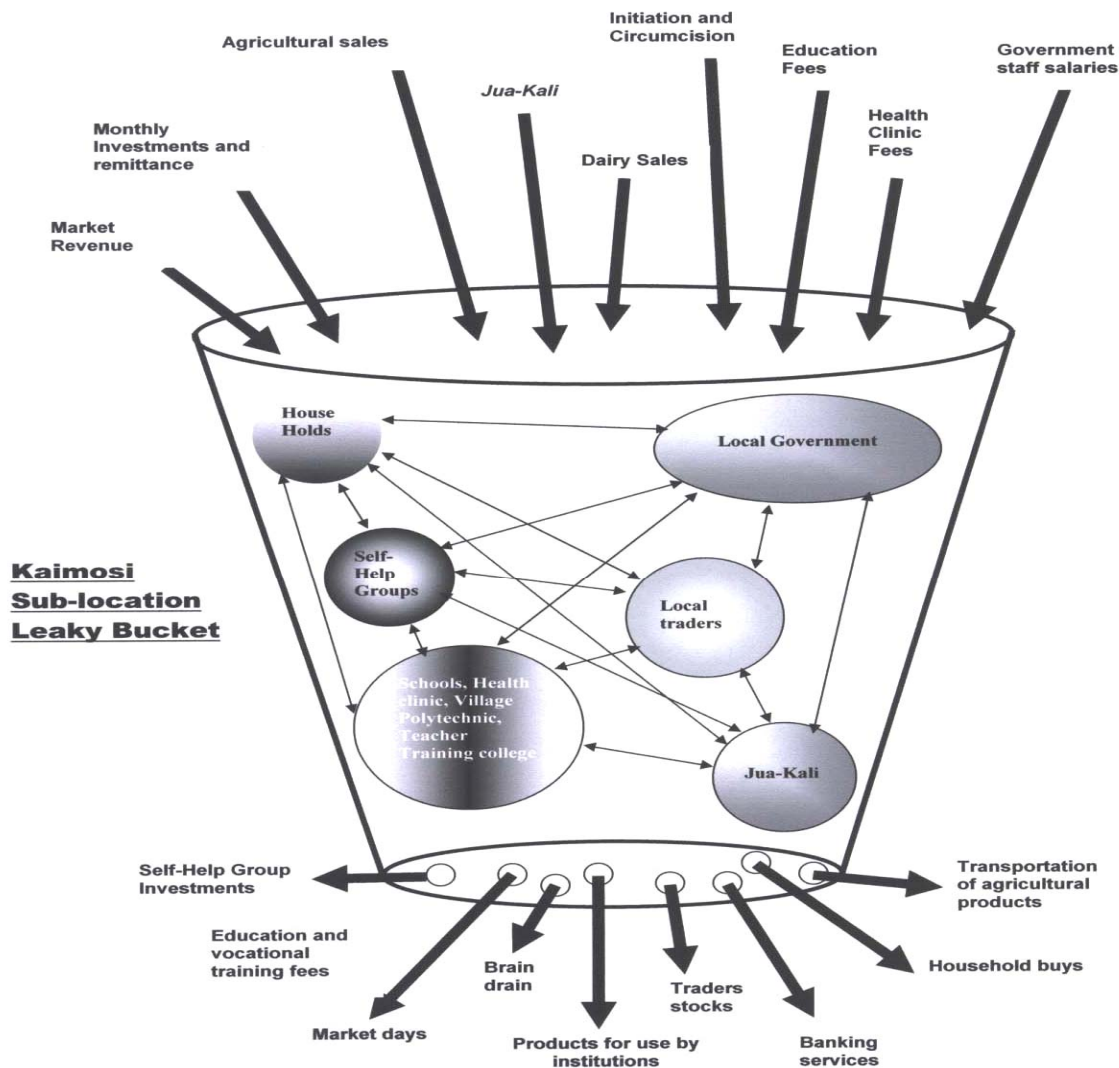 Initiation and
Circumcision
Agricultural sales
Education
Fees
Government
staff salaries
Jua-Kali
Monthly
Investments and
remittance
Health
Clinic
Fees
Dairy Sales
Market
Revenue
House
Holds
Local Government
Self-
Help
Groups
Local
traders
Kaimosi
Sub-location
Leaky Bucket
Schools, Health
clinic, Village
Polytechnic,
Teacher
Training college
Jua-Kali
Self-Help Group
Investments
Transportation
of agricultural
products
Education and
vocational
training fees
Brain
drain
Traders
stocks
Household buys
Market days
Products for use by
institutions
Banking
services